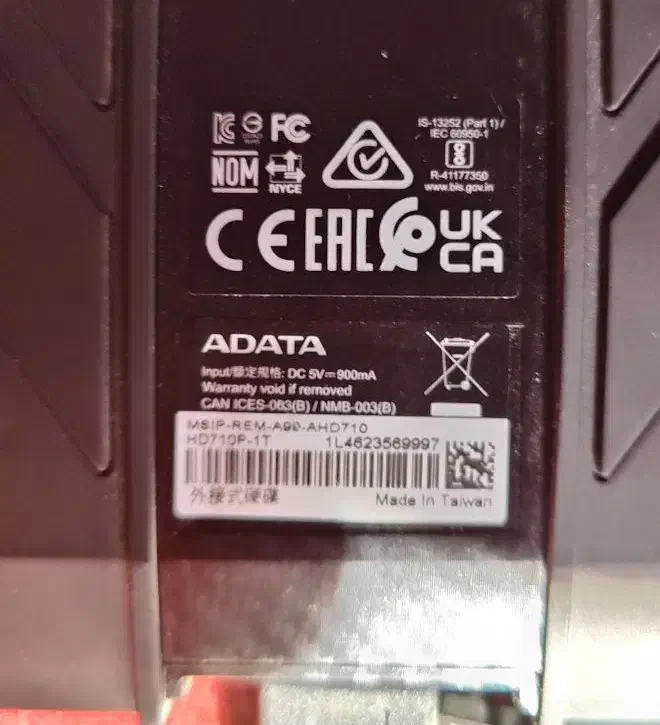 FC
IS-13252 (Part 1) /
IEC 60950-1
NOM
NYCE
R-41177350
www.bis.gov.in
CE EAC UK
CA
ADATA
Input/額定規格: DC 5V⎓900mA
Warranty void if removed
CAN ICES-003(B) / NMB-003(B)
MSIP-REM-A90-AHD710
HD710P-1T 1L4623569997
外接式硬碟 Made In Taiwan